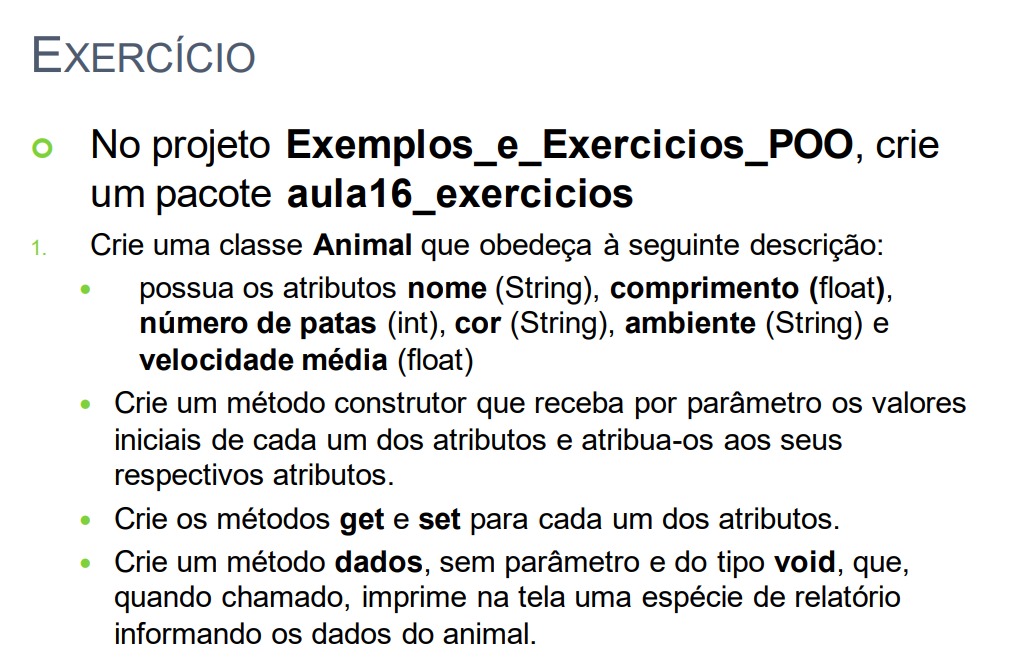 EXERCÍCIO
No projeto Exemplos_e_Exercicios_POO, crie
um pacote aula16_exercicios
1. Crie uma classe Animal que obedeça à seguinte descrição:
possua os atributos nome (String), comprimento (float),
número de patas (int), cor (String), ambiente (String) e
velocidade média (float)
Crie um método construtor que receba por parâmetro os valores
iniciais de cada um dos atributos e atribua-os aos seus
respectivos atributos.
Crie os métodos get e set para cada um dos atributos.
Crie um método dados, sem parâmetro e do tipo void, que,
quando chamado, imprime na tela uma espécie de relatório
informando os dados do animal.